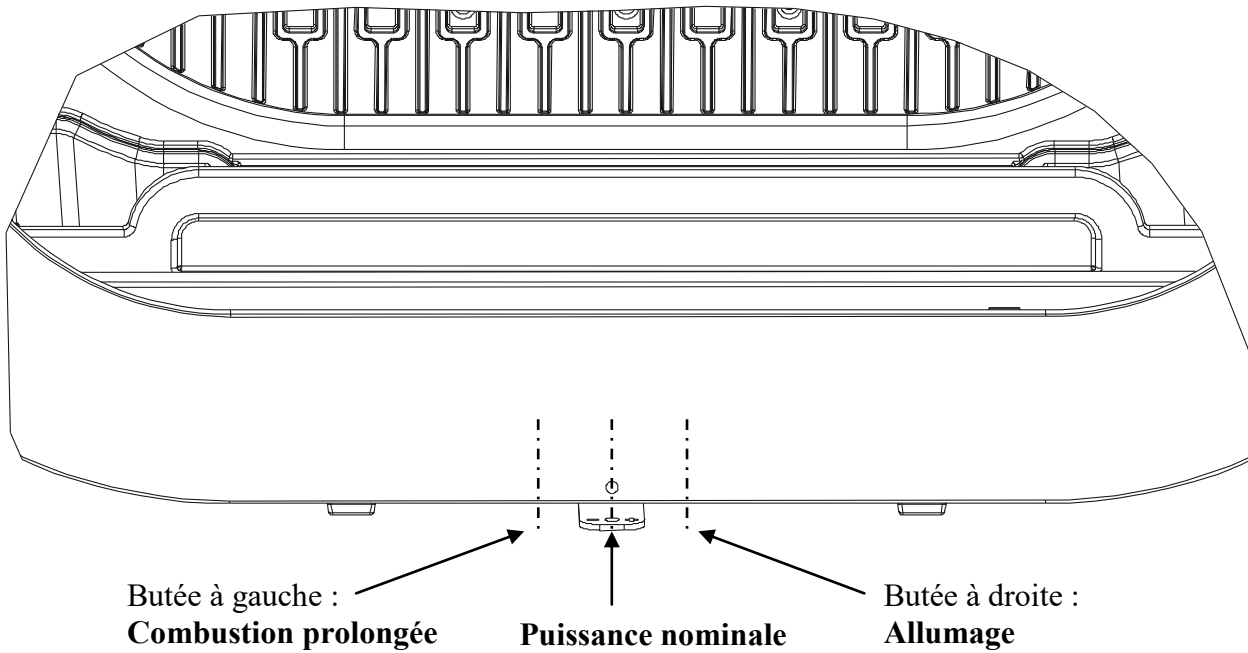 Butée à gauche :
Combustion prolongée
Puissance nominale
Butée à droite :
Allumage